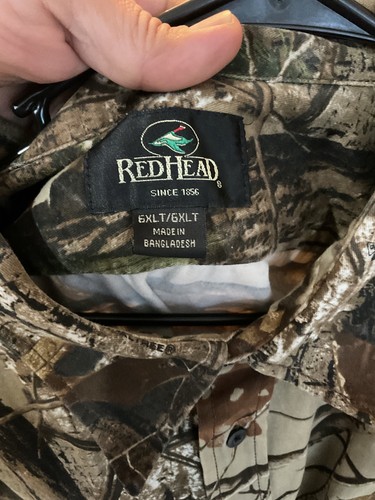 REDHEAD®
SINCE 1856
6XLT/6XLT
MADE IN
BANGLADESH